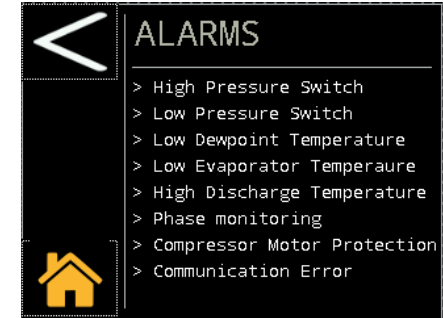 ALARMS
> High Pressure Switch
> Low Pressure Switch
> Low Dewpoint Temperature
> Low Evaporator Temperaure
> High Discharge Temperature
> Phase monitoring
> Compressor Motor Protection
> Communication Error